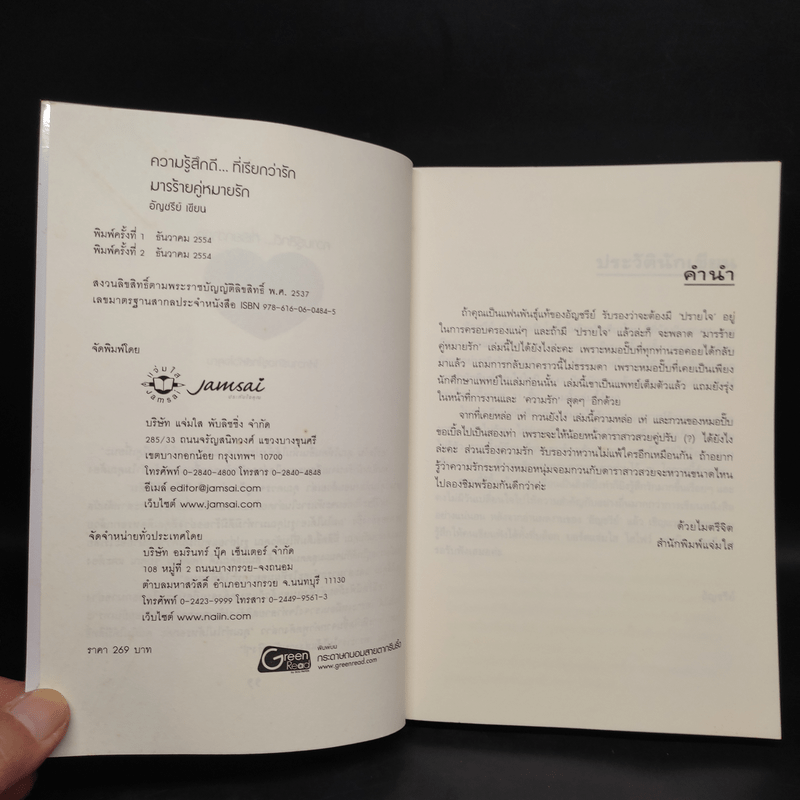 ความรู้สึกดี... ที่เรียกว่ารัก
มารร้ายคู่หมายรัก
อัญชรีย์ เขียน
พิมพ์ครั้งที่ 1 ธันวาคม 2554
พิมพ์ครั้งที่ 2 ธันวาคม 2554
สงวนลิขสิทธิ์ตามพระราชบัญญัติลิขสิทธิ์ พ.ศ. 2537
เลขมาตรฐานสากลประจำหนังสือ ISBN 978-616-06-0484-5
จัดพิมพ์โดย
แจ่มใส
Jamsai
jamsai
บริษัท แจ่มใส พับลิชชิ่ง จำกัด
285/33 ถนนจรัญสนิทวงศ์ แขวงบางขุนศรี
เขตบางกอกน้อย กรุงเทพฯ 10700
โทรศัพท์ 0-2840-4800 โทรสาร 0-2840-4848
อีเมล์ editor@jamsai.com
เว็บไซต์ www.jamsai.com
จัดจำหน่ายทั่วประเทศโดย
บริษัท อมรินทร์ บุ๊ค เซ็นเตอร์ จำกัด
108 หมู่ที่ 2 ถนนบางกรวย-จงถนอม
ตำบลมหาสวัสดิ์ อำเภอบางกรวย จ.นนทบุรี 11130
โทรศัพท์ 0-2423-9999 โทรสาร 0-2449-9561-3
เว็บไซต์ www.naiin.com
ราคา 269 บาท
Green Read
พิมพ์บน
กระดาษถนอมสายตากรีนรี้ด
www.greenread.com
คำนำ
ถ้าคุณเป็นแฟนพันธุ์แท้ของอัญชรีย์ รับรองว่าจะต้องมี 'ปรายใจ' อยู่
ในการครอบครองแน่ๆ และถ้ามี 'ปรายใจ' แล้วล่ะก็ จะพลาด 'มารร้าย
คู่หมายรัก' เล่มนี้ไปได้ยังไงล่ะคะ เพราะหมอปั๊บที่ทุกท่านรอคอยได้กลับ
มาแล้ว แถมการกลับมาคราวนี้ไม่ธรรมดา เพราะหมอปั๊บที่เคยเป็นเพียง
นักศึกษาแพทย์ในเล่มก่อนนั้น เล่มนี้เขาเป็นแพทย์เต็มตัวแล้ว แถมยังรุ่ง
ในหน้าที่การงานและ 'ความรัก' สุดๆ อีกด้วย
จากที่เคยหล่อ เท่ กวนยังไง เล่มนี้ความหล่อ เท่ และกวนของหมอปั๊บ
ขอเบิ้ลไปเป็นสองเท่า เพราะจะให้น้อยหน้าดาราสาวสวยคู่ปรับ (?) ได้ยังไง
ล่ะคะ ส่วนเรื่องความรัก รับรองว่าหวานไม่แพ้ใครอีกเหมือนกัน ถ้าอยาก
รู้ว่าความรักระหว่างหมอหนุ่มจอมกวนกับดาราสาวสวยจะหวานขนาดไหน
ไปลองชิมพร้อมกันดีกว่าค่ะ
ด้วยไมตรีจิต
สำนักพิมพ์แจ่มใส